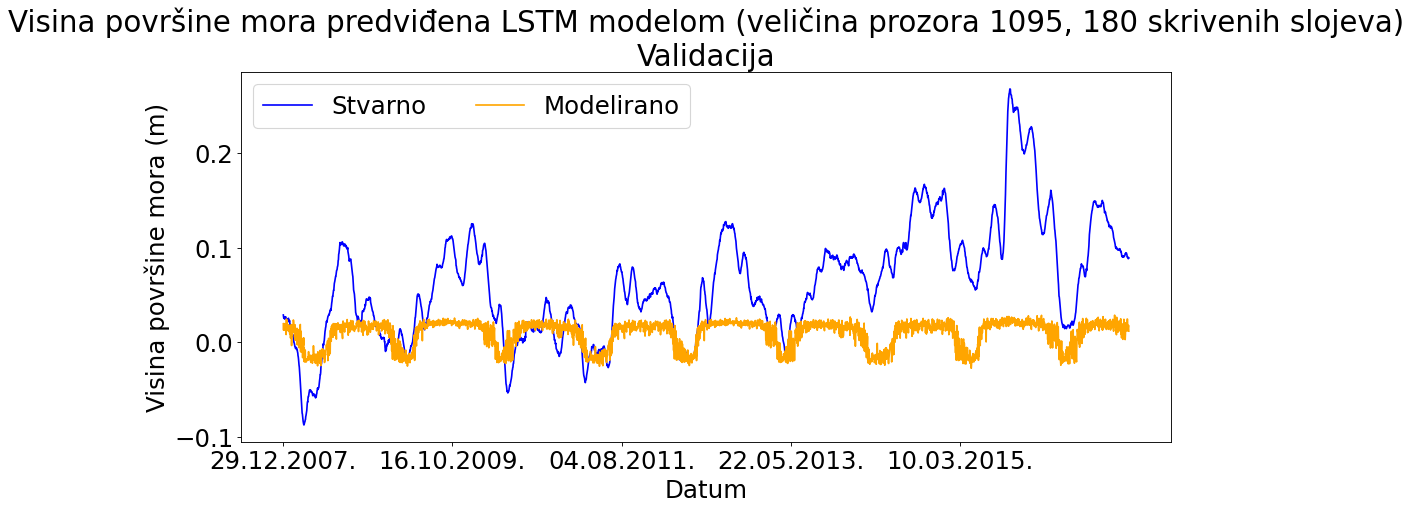 Visina površine mora predviđena LSTM modelom (veličina prozora 1095, 180 skrivenih slojeva)
Validacija
Stvarno Modelirano
Visina površine mora (m)
0.2
0.1
0.0
−0.1
29.12.2007. 16.10.2009. 04.08.2011. 22.05.2013. 10.03.2015.
Datum